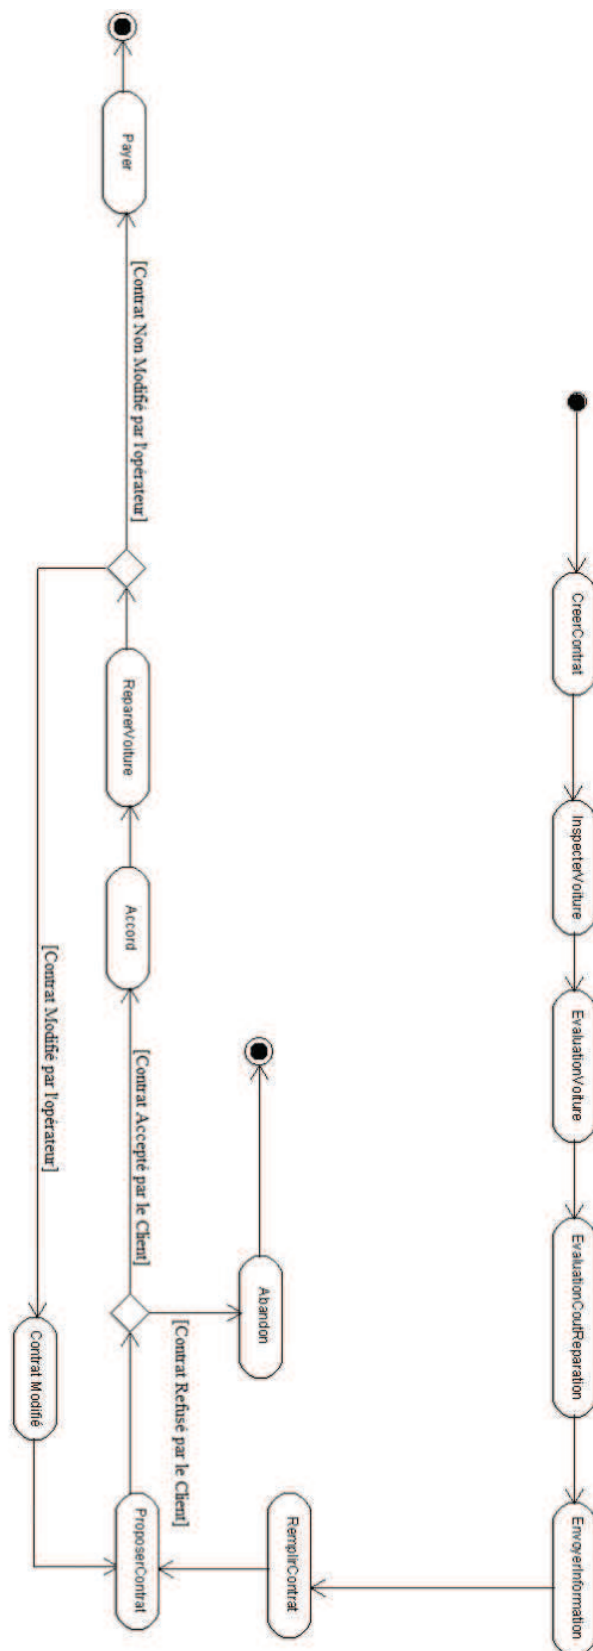 CreerContrat
InspecterVoiture
EvaluationVoiture
EvaluationCoutReparation
EnvoyerInformation
RemplirContrat
ProposerContrat
[Contrat Refusé par le Client]
Abandon
[Contrat Accepté par le Client]
Accord
ReparerVoiture
[Contrat Non Modifié par l'opérateur]
Payer
[Contrat Modifié par l'opérateur]
Contrat Modifié